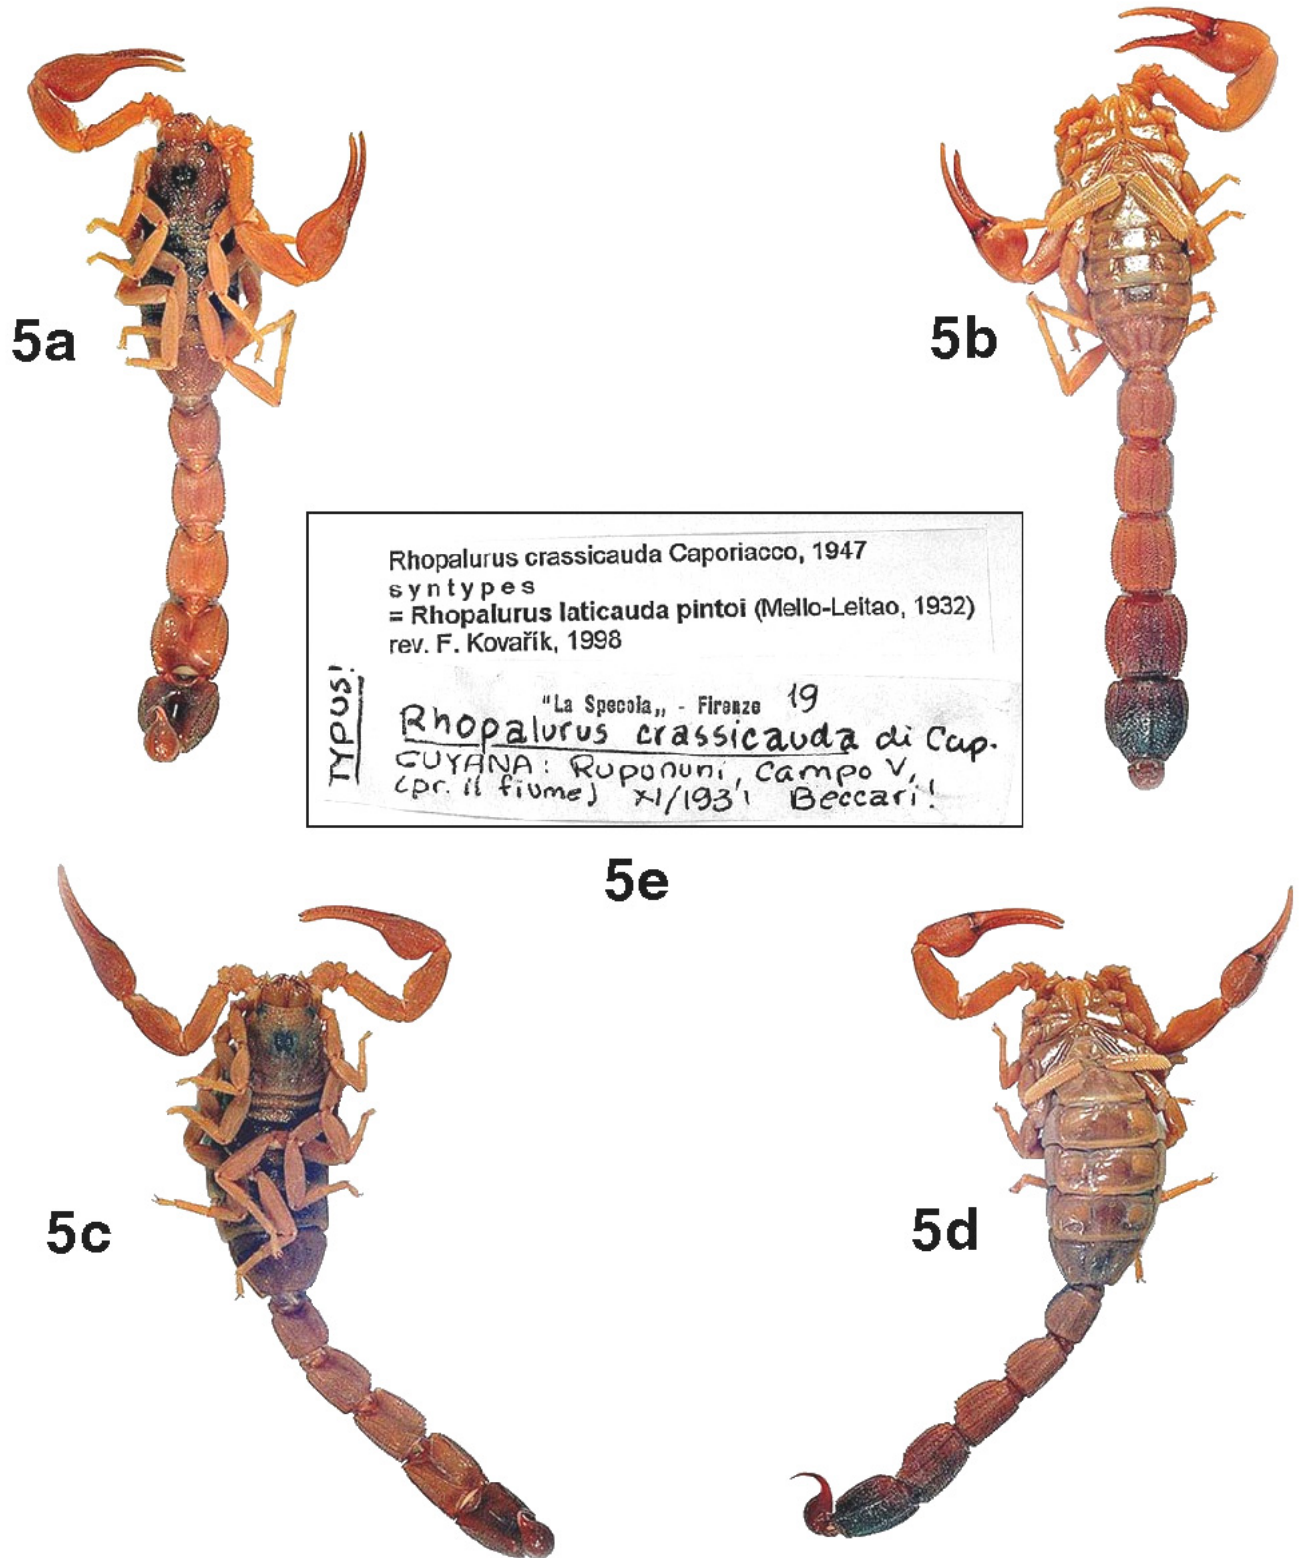 5a
5b
Rhopalurus crassicauda Caporiacco, 1947
syntypes
= Rhopalurus laticauda pintoi (Mello-Leitao, 1932)
rev. F. Kovařík, 1998
TYPUS!
"La Specola„ - Firenze 19
Rhopalurus crassicauda di Cap.
GUYANA: Rupununi, Campo V,
(pr. il fiume) XI/1931 Beccari!
5e
5c
5d